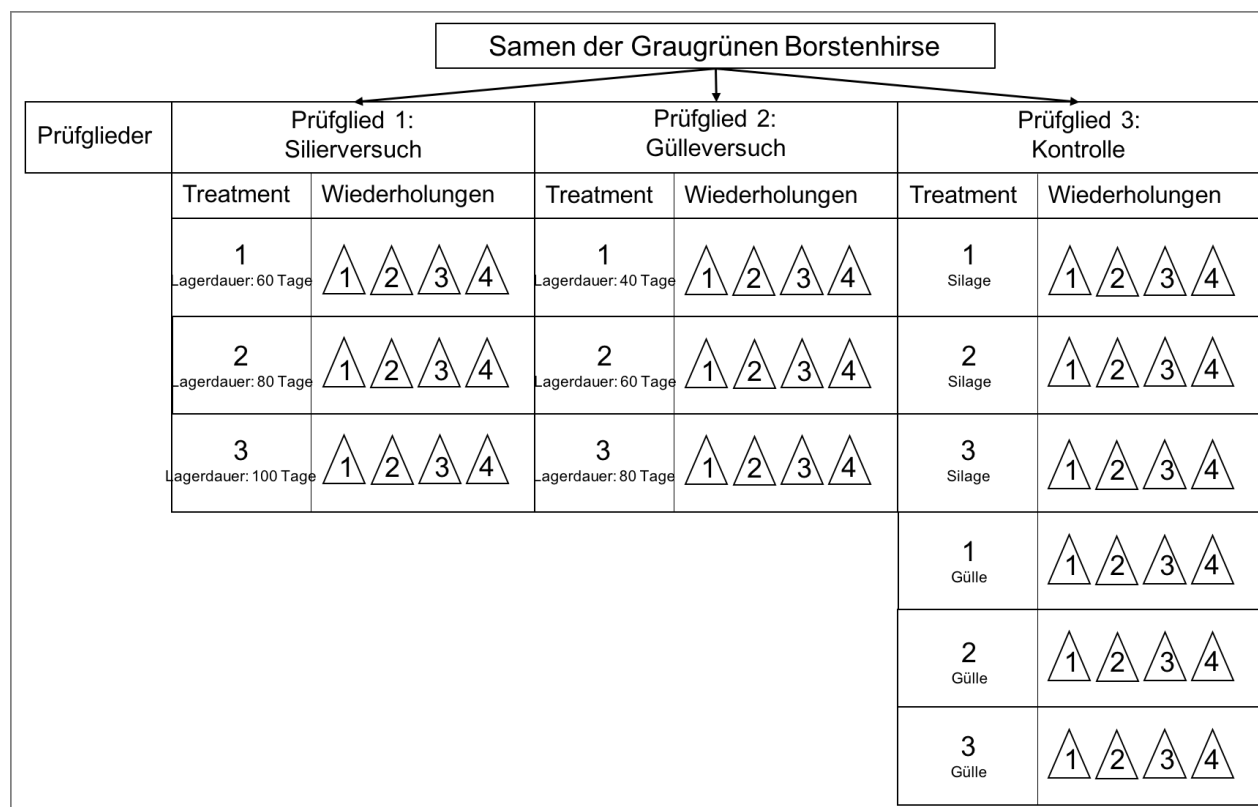 Samen der Graugrünen Borstenhirse
Prüfglieder
Prüfglied 1:
Silierversuch
Prüfglied 2:
Gülleversuch
Prüfglied 3:
Kontrolle
Treatment Wiederholungen Treatment Wiederholungen Treatment Wiederholungen
1
Lagerdauer: 60 Tage
1 2 3 4
1
Lagerdauer: 40 Tage
1 2 3 4
1
Silage
1 2 3 4
2
Lagerdauer: 80 Tage
1 2 3 4
2
Lagerdauer: 60 Tage
1 2 3 4
2
Silage
1 2 3 4
3
Lagerdauer: 100 Tage
1 2 3 4
3
Lagerdauer: 80 Tage
1 2 3 4
3
Silage
1 2 3 4
1
Gülle
1 2 3 4
2
Gülle
1 2 3 4
3
Gülle
1 2 3 4